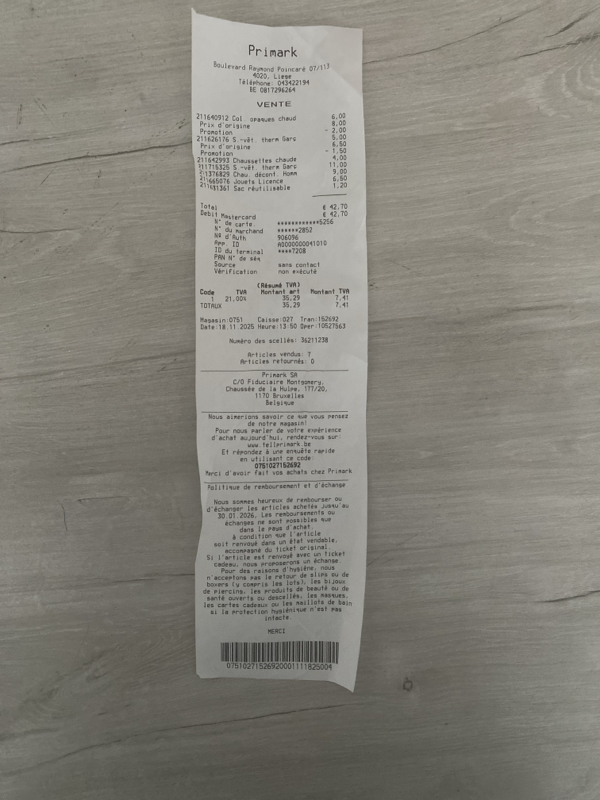 Primark
Boulevard Raymond Poincaré 07/113
4020, Liege
Téléphone: 043422194
BE 0817296264
VENTE
211640912 Col. opaques chaud 6,00
Prix d'origine 8,00
Promotion - 2,00
211626176 S.-vêt. therm Garç 5,00
Prix d'origine 6,50
Promotion - 1,50
211642993 Chaussettes chaude 4,00
211715325 S.-vêt. therm Garç 11,00
211376829 Chau. décont. Homm 9,00
211665076 Jouets Licence 6,50
211181361 Sac réutilisable 1,20
Total € 42,70
Debit Mastercard € 42,70
N° de carte ************5256
N° du marchand ******2852
Nº d'Auth 906096
App. ID A0000000041010
ID du terminal ****7208
PAN N° de séq
Source sans contact
Vérification non exécuté
(Résumé TVA)
Code TVA Montant art Montant TVA
1 21.00% 35,29 7,41
TOTAUX 35,29 7,41
Magasin:0751 Caisse:027 Tran:152692
Date:18.11.2025 Heure:13:50 Oper:10527563
Numéro des scellés: 36211238
Articles vendus: 7
Articles retournés: 0
Primark SA
C/O Fiduciaire Montgomery,
Chaussée de la Hulpe, 177/20,
1170 Bruxelles
Belgique
Nous aimerions savoir ce que vous pensez
de notre magasin!
Pour nous parler de votre expérience
d'achat aujourd'hui, rendez-vous sur:
www.tellprimark.be
Et répondez à une enquête rapide
en utilisant ce code:
0751027152692
Merci d'avoir fait vos achats chez Primark
Politique de remboursement et d'échange
Nous sommes heureux de rembourser ou
d'échanger les articles achetés jusqu'au
30.01.2026. Les remboursements ou
échanges ne sont possibles que
dans le pays d'achat,
à condition que l'article
soit renvoyé dans un état vendable,
accompagné du ticket original.
Si l'article est renvoyé avec un ticket
cadeau, nous proposerons un échange.
Pour des raisons d'hygiène, nous
n'acceptons pas le retour de slips ou de
boxers (y compris les lots), les bijoux
de piercing, les produits de beauté ou de
santé ouverts ou descellés, les masques,
les cartes cadeaux ou les maillots de bain
si la protection hygiénique n'est pas
intacte.
MERCI
07510271526920001111825004